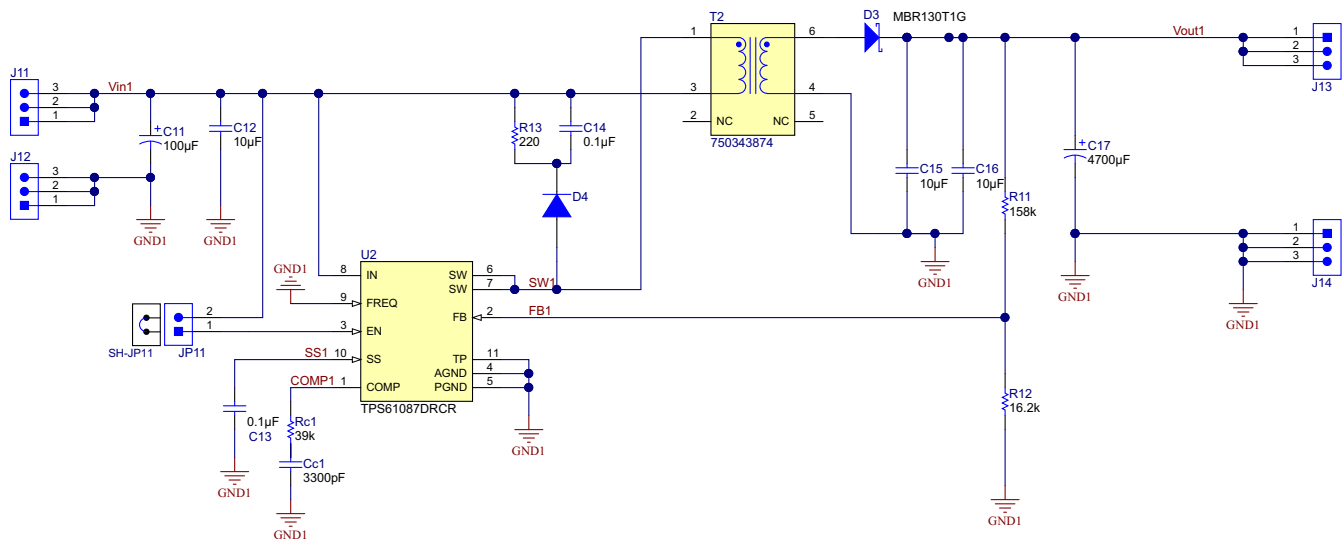 T2
D3 MBR130T1G
1 6
Vout1
1
2
3
J13
J11
3
2
1
Vin1
3 4
2 NC NC 5
750343874
C11
100µF
C12
10µF
R13
220
C14
0.1µF
J12
3
2
1
GND1
GND1
D4
C15
10µF
C16
10µF
R11
158k
C17
4700µF
GND1
GND1
GND1
1
2
3
J14
U2
GND1
8 IN
9 FREQ
3 EN
10 SS
1 COMP
SW 6
SW 7
FB 2
TP 11
AGND 4
PGND 5
TPS61087DRCR
SW1
FB1
2
1
SH-JP11
JP11
SS1
COMP1
0.1µF
C13
Rc1
39k
Cc1
3300pF
GND1
GND1
GND1
R12
16.2k
GND1